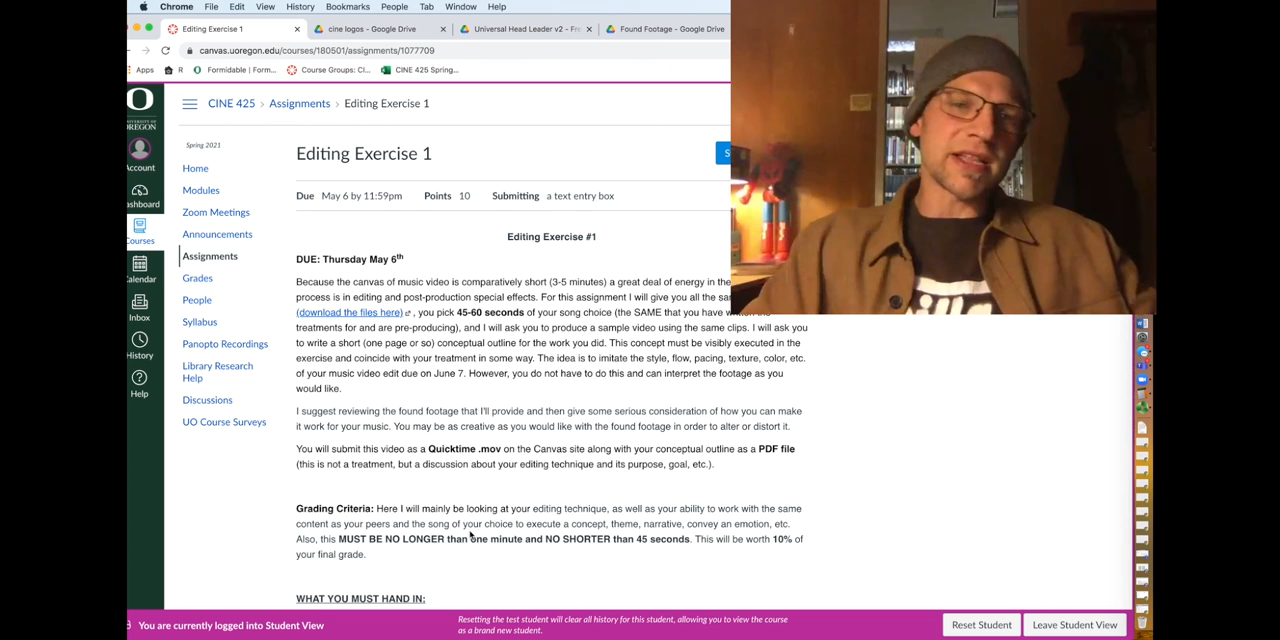 Chrome File Edit View History Bookmarks People Tab Window Help
Editing Exercise 1
cine logos - Google Drive
Universal Head Leader v2 - Fre
Found Footage - Google Drive
canvas.uoregon.edu/courses/180501/assignments/1077709
Apps R Formidable | Form... Course Groups: CI... CINE 425 Spring...
CINE 425 > Assignments > Editing Exercise 1
O
UNIVERSITY OF
OREGON
Account
ashboard
Courses
Calendar
Inbox
History
Help
Spring 2021
Home
Modules
Zoom Meetings
Announcements
Assignments
Grades
People
Syllabus
Panopto Recordings
Library Research
Help
Discussions
UO Course Surveys
Editing Exercise 1
S
Due May 6 by 11:59pm Points 10 Submitting a text entry box
Editing Exercise #1
DUE: Thursday May 6th
Because the canvas of music video is comparatively short (3-5 minutes) a great deal of energy in the
process is in editing and post-production special effects. For this assignment I will give you all the sa
(download the files here) , you pick 45-60 seconds of your song choice (the SAME that you have the
treatments for and are pre-producing), and I will ask you to produce a sample video using the same clips. I will ask you
to write a short (one page or so) conceptual outline for the work you did. This concept must be visibly executed in the
exercise and coincide with your treatment in some way. The idea is to imitate the style, flow, pacing, texture, color, etc.
of your music video edit due on June 7. However, you do not have to do this and can interpret the footage as you
would like.
I suggest reviewing the found footage that I'll provide and then give some serious consideration of how you can make
it work for your music. You may be as creative as you would like with the found footage in order to alter or distort it.
You will submit this video as a Quicktime .mov on the Canvas site along with your conceptual outline as a PDF file
(this is not a treatment, but a discussion about your editing technique and its purpose, goal, etc.).
Grading Criteria: Here I will mainly be looking at your editing technique, as well as your ability to work with the same
content as your peers and the song of your choice to execute a concept, theme, narrative, convey an emotion, etc.
Also, this MUST BE NO LONGER than one minute and NO SHORTER than 45 seconds. This will be worth 10% of
your final grade.
WHAT YOU MUST HAND IN:
You are currently logged into Student View
Resetting the test student will clear all history for this student, allowing you to view the course
as a brand new student.
Reset Student
Leave Student View